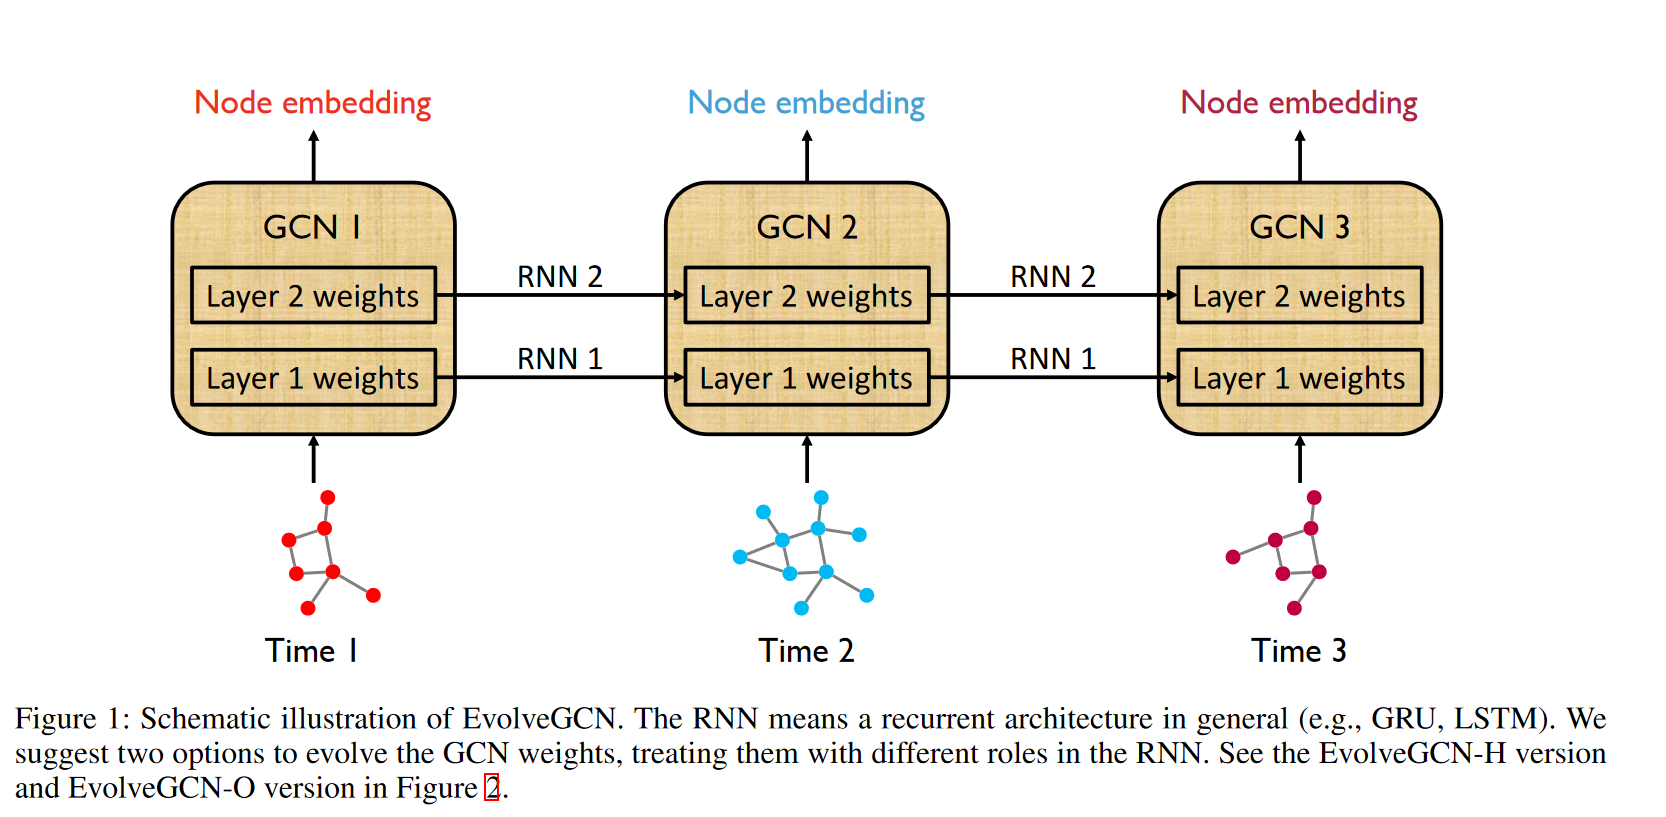 Node embedding Node embedding Node embedding
GCN 1 GCN 2 GCN 3
RNN 2 RNN 2
Layer 2 weights Layer 2 weights Layer 2 weights
RNN 1 RNN 1
Layer 1 weights Layer 1 weights Layer 1 weights
Time 1 Time 2 Time 3
Figure 1: Schematic illustration of EvolveGCN. The RNN means a recurrent architecture in general (e.g., GRU, LSTM). We
suggest two options to evolve the GCN weights, treating them with different roles in the RNN. See the EvolveGCN-H version
and EvolveGCN-O version in Figure 2.